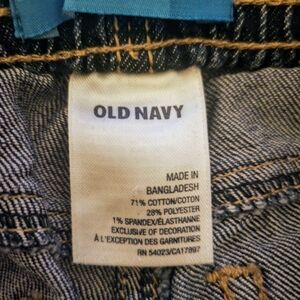 OLD NAVY
MADE IN
BANGLADESH
71% COTTON/COTON
28% POLYESTER
1% SPANDEX/ÉLASTHANNE
EXCLUSIVE OF DECORATION
À L'EXCEPTION DES GARNITURES
RN 54023/CA17897